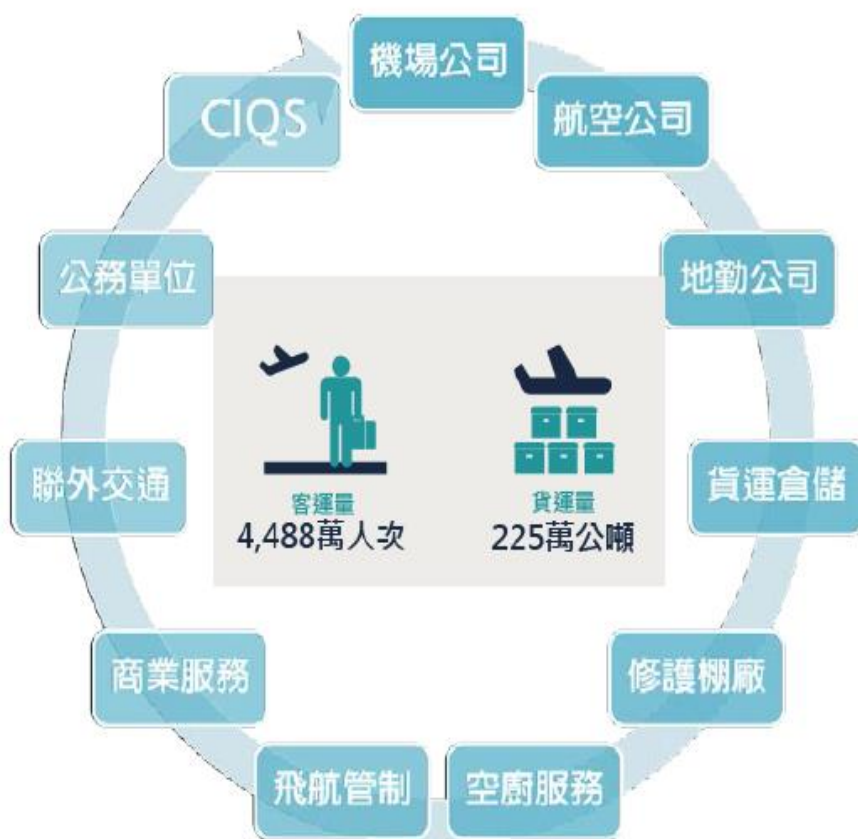 機場公司
航空公司
地勤公司
貨運倉儲
修護棚廠
空廚服務
飛航管制
商業服務
聯外交通
公務單位
CIQS
客運量
4,488萬人次
貨運量
225萬公噸